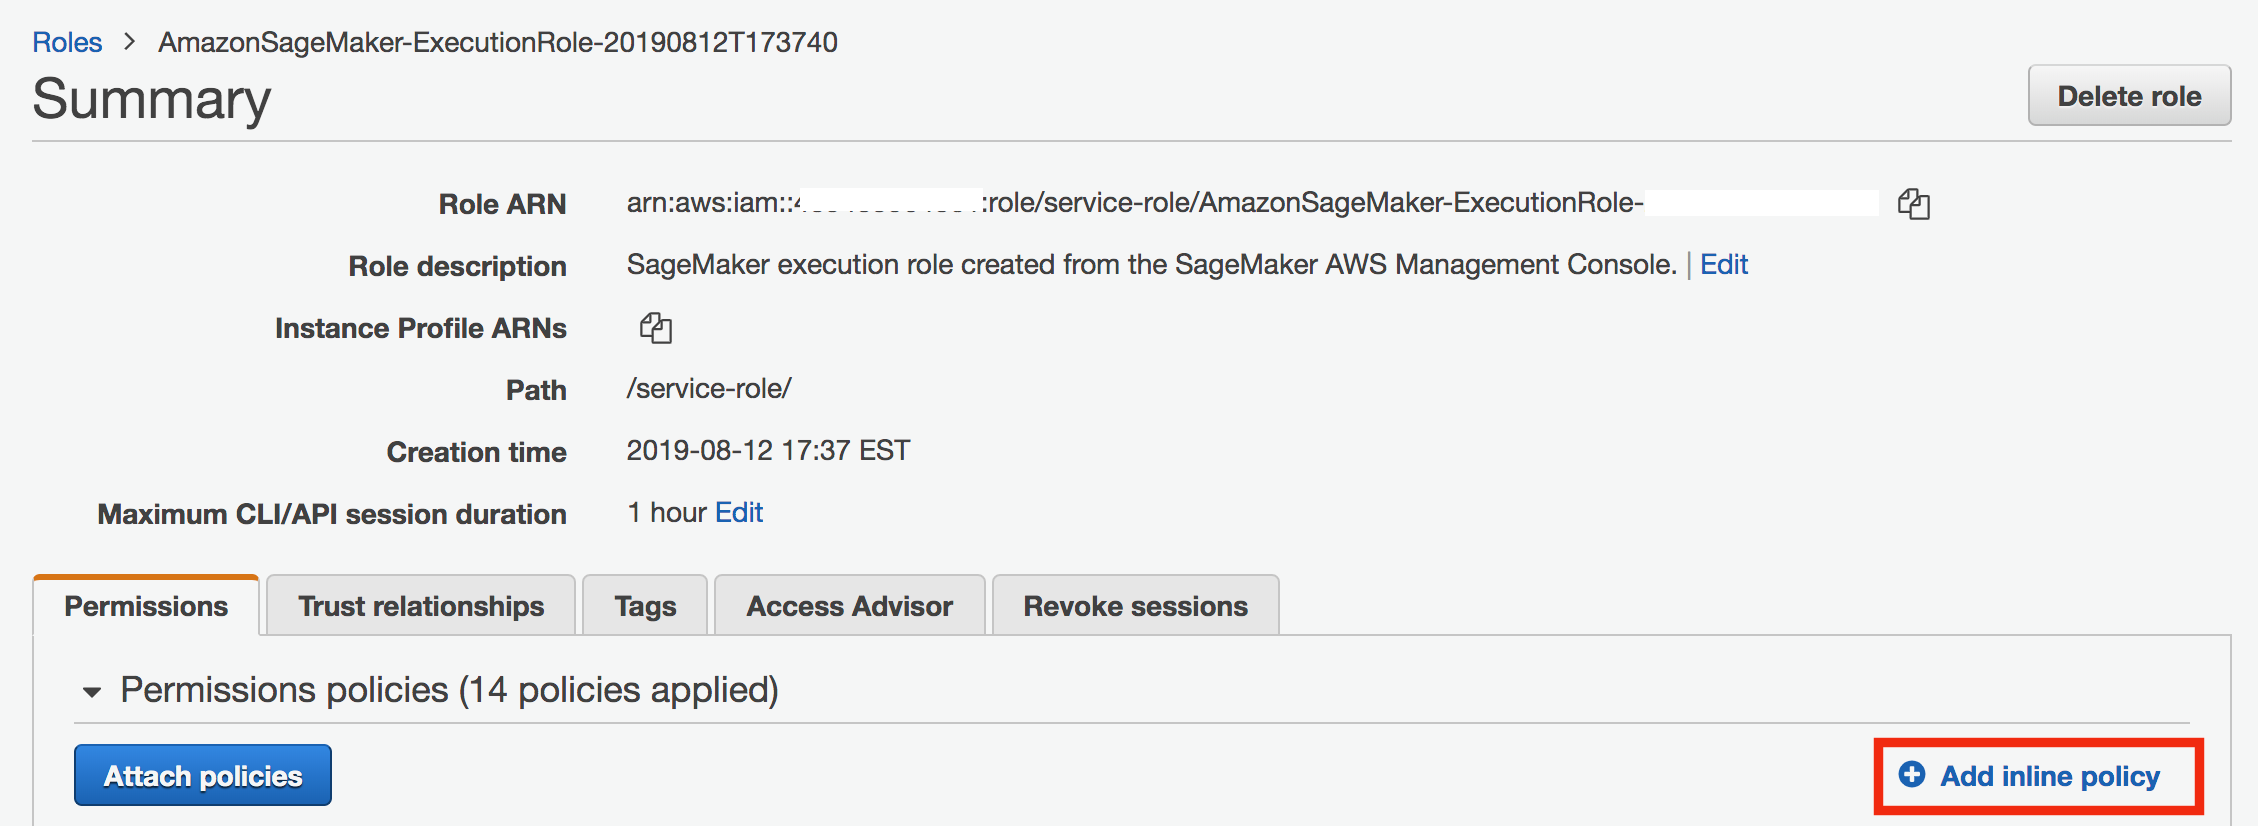 Roles > AmazonSageMaker-ExecutionRole-20190812T173740
Summary
Delete role
Role ARN arn:aws:iam:: :role/service-role/AmazonSageMaker-ExecutionRole-
Role description SageMaker execution role created from the SageMaker AWS Management Console. | Edit
Instance Profile ARNs
Path /service-role/
Creation time 2019-08-12 17:37 EST
Maximum CLI/API session duration 1 hour Edit
Permissions Trust relationships Tags Access Advisor Revoke sessions
Permissions policies (14 policies applied)
Attach policies Add inline policy